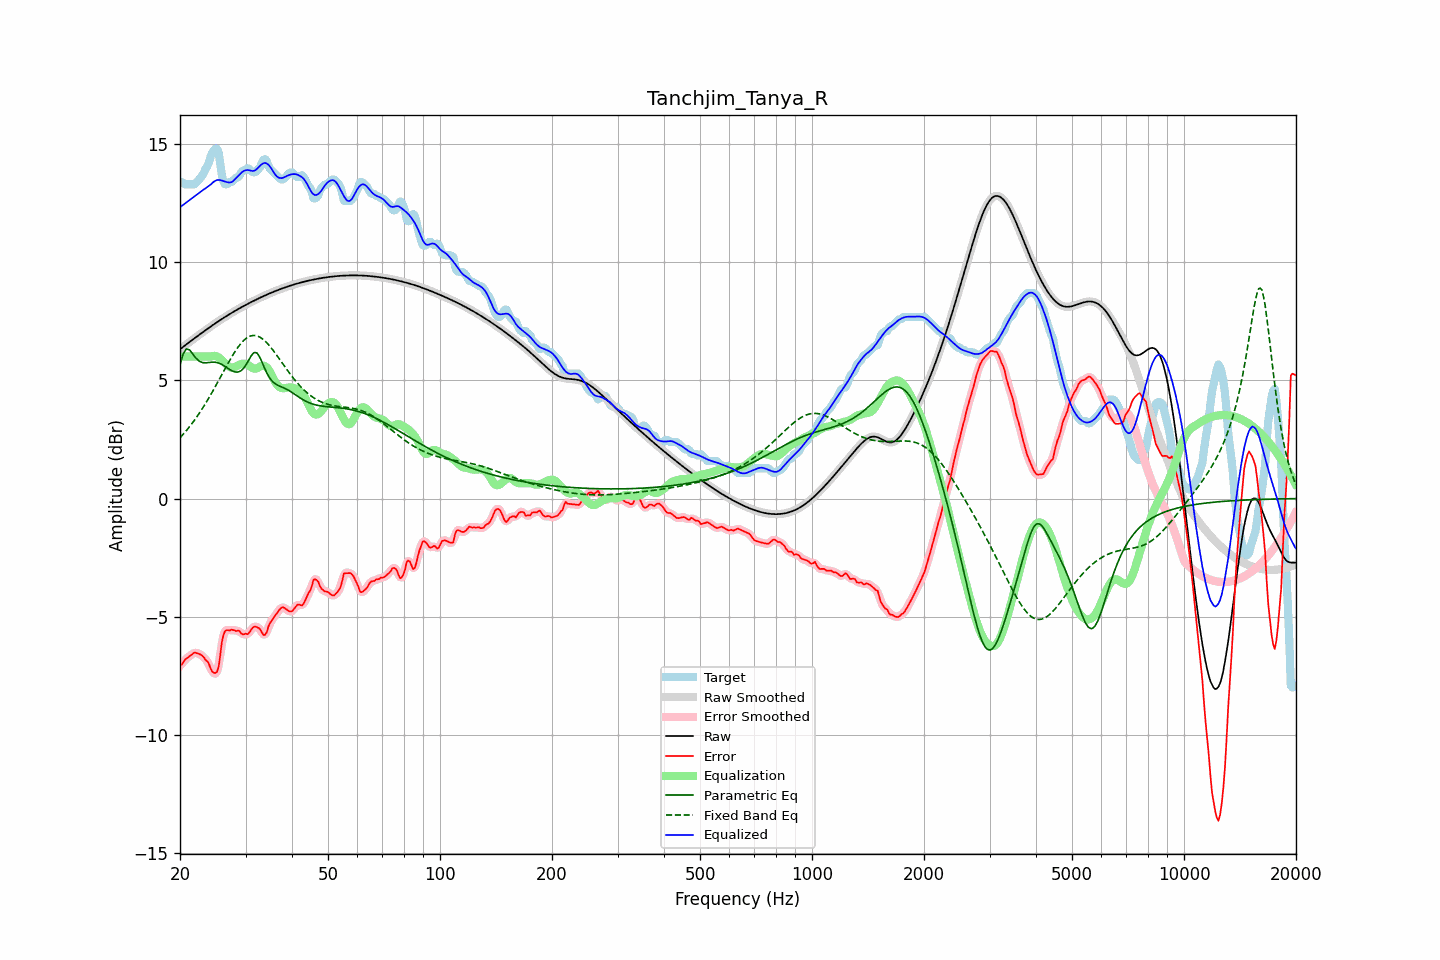 Tanchjim_Tanya_R
15
10
5
0
−5
−10
−15
Amplitude (dBr)
20
50
100
200
500
1000
2000
5000
10000
20000
Frequency (Hz)
Target
Raw Smoothed
Error Smoothed
Raw
Error
Equalization
Parametric Eq
Fixed Band Eq
Equalized